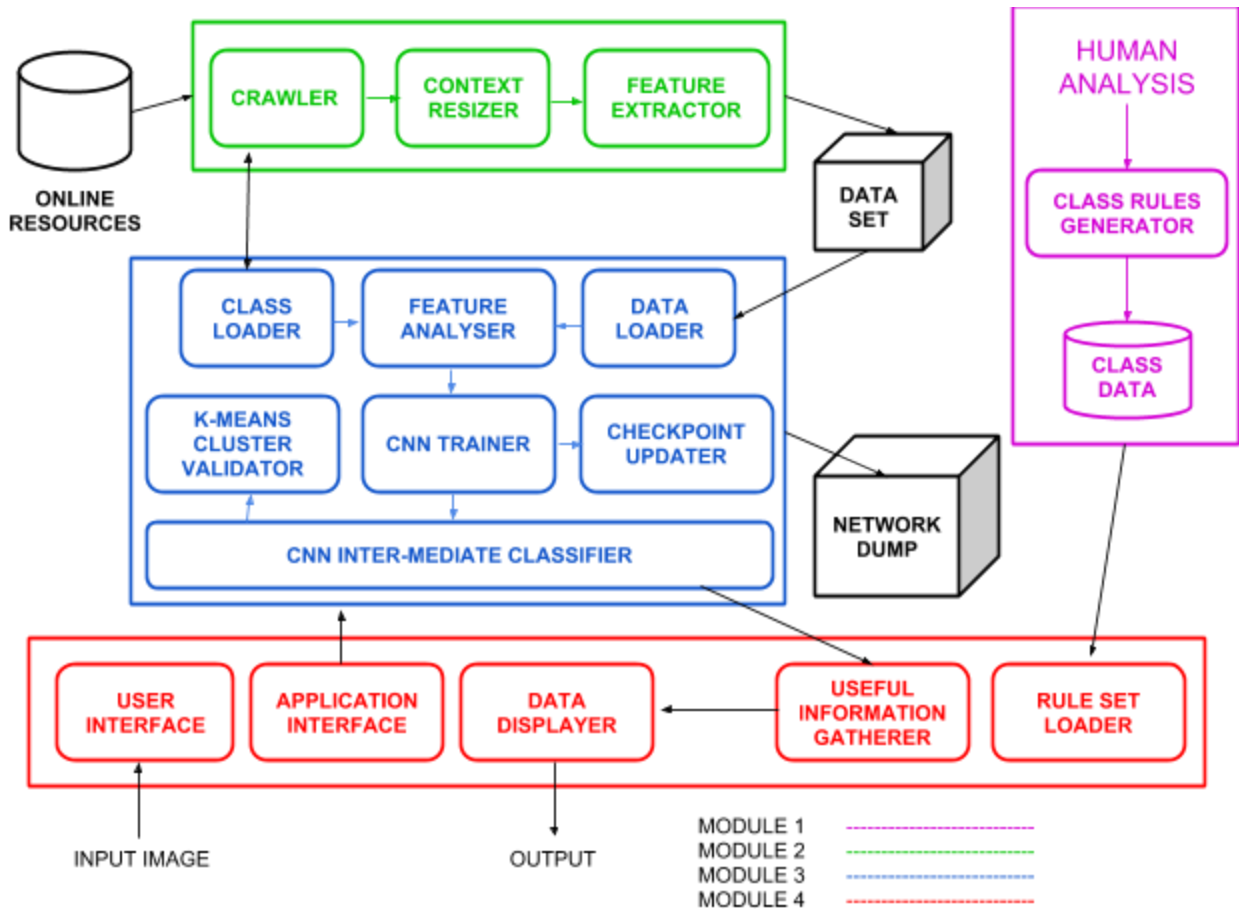 HUMAN
ANALYSIS
CRAWLER
CONTEXT
RESIZER
FEATURE
EXTRACTOR
ONLINE
RESOURCES
DATA
SET
CLASS RULES
GENERATOR
CLASS
LOADER
FEATURE
ANALYSER
DATA
LOADER
CLASS
DATA
K-MEANS
CLUSTER
VALIDATOR
CNN TRAINER
CHECKPOINT
UPDATER
NETWORK
DUMP
CNN INTER-MEDIATE CLASSIFIER
USER
INTERFACE
APPLICATION
INTERFACE
DATA
DISPLAYER
USEFUL
INFORMATION
GATHERER
RULE SET
LOADER
INPUT IMAGE
OUTPUT
MODULE 1
MODULE 2
MODULE 3
MODULE 4